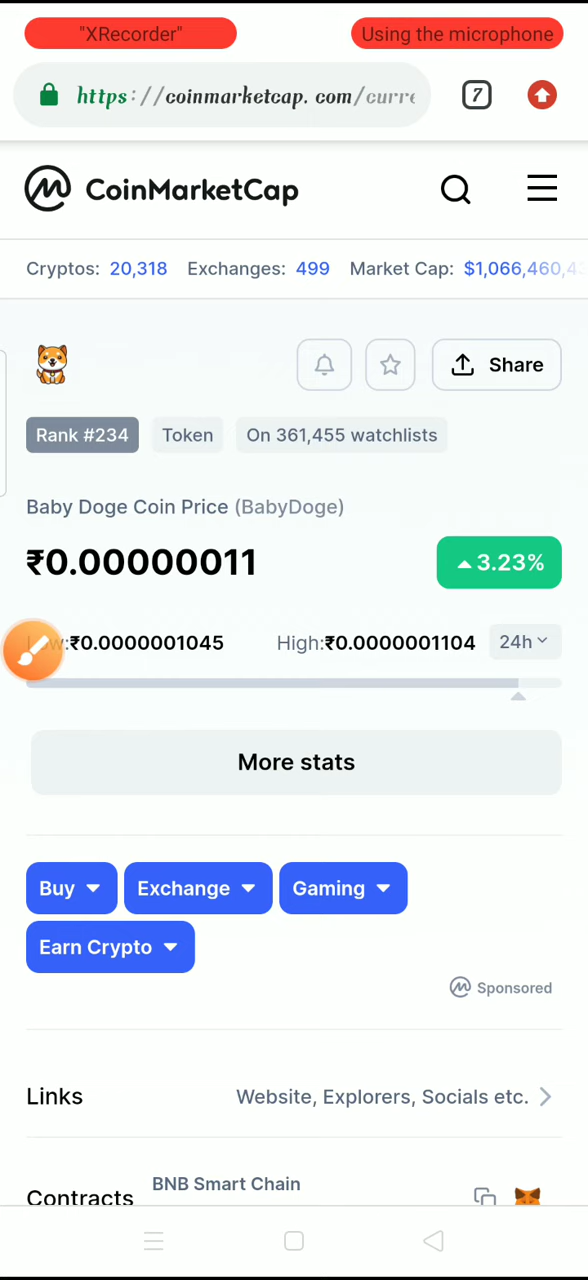 "XRecorder" Using the microphone
https://coinmarketcap.com/curre 7
CoinMarketCap
Cryptos: 20,318 Exchanges: 499 Market Cap: $1,066,460,4
Share
Rank #234 Token On 361,455 watchlists
Baby Doge Coin Price (BabyDoge)
₹0.00000011 3.23%
:₹0.0000001045 High:₹0.0000001104 24h
More stats
Buy Exchange Gaming
Earn Crypto
Sponsored
Links Website, Explorers, Socials etc.
BNB Smart Chain
Contracts